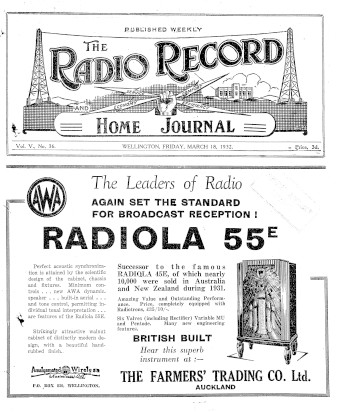 PUBLISHED WEEKLY
THE
RADIO RECORD
AND
HOME JOURNAL
Vol. V., No. 36.
WELLINGTON, FRIDAY, MARCH 18, 1932.
Price, 3d.
AWA
The Leaders of Radio
AGAIN SET THE STANDARD
FOR BROADCAST RECEPTION !
RADIOLA 55E
Perfect acoustic synchronization
is attained by the scientific
design of the cabinet, chassis
and fixtures. Minimum controls
. . . new AWA dynamic
speaker . . . built-in aerial . . .
and tone control, permitting individual
tonal interpretation . . .
are features of the Radiola 55E.
Strikingly attractive walnut
cabinet of distinctly modern design,
with a beautiful hand-rubbed
finish.
Amalgamated Wireless
P.O. BOX WELLINGTON.
Successor to the famous
RADIOLA 45E, of which nearly
10,000 were sold in Australia
and New Zealand during 1931.
Amazing Value and Outstanding Performance.
Price, completely equipped with
Radiotrons,
Six Valves (including Rectifier) Variable MU
and Pentode. Many new engineering
features.
BRITISH BUILT
Hear this superb
instrument at :—
THE FARMERS' TRADING CO. Ltd.
AUCKLAND